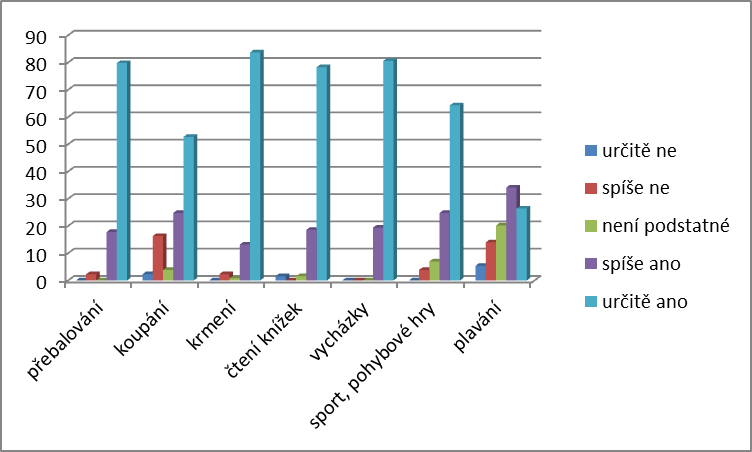 90
80
70
60
50
40
30
20
10
0
přebalování
koupání
krmení
čtení knížek
vycházky
sport, pohybové hry
plavání
určitě ne
spíše ne
není podstatné
spíše ano
určitě ano